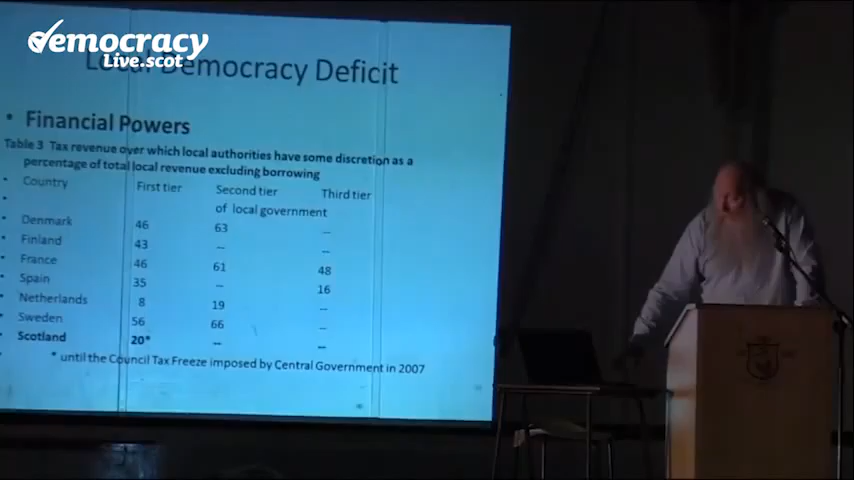 democracy
Live.scot
Local Democracy Deficit
• Financial Powers
Table 3 Tax revenue over which local authorities have some discretion as a
percentage of total local revenue excluding borrowing
• Country First tier Second tier Third tier
• of local government
• Denmark 46 63 --
• Finland 43 -- --
• France 46 61 48
• Spain 35 -- 16
• Netherlands 8 19 --
• Sweden 56 66 --
• Scotland 20* -- --
• * until the Council Tax Freeze imposed by Central Government in 2007